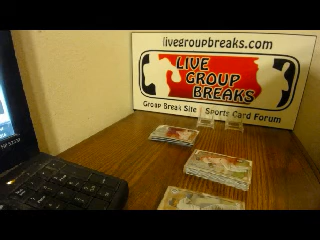 livegroupbreaks.com
LIVE
GROUP
BREAKS
Group Break Site Sports Card Forum